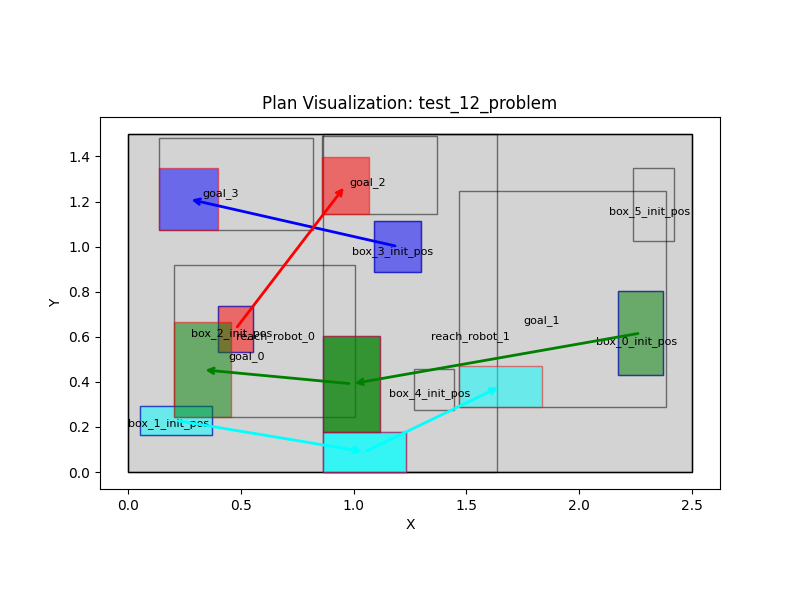 Plan Visualization: test_12_problem
goal_3
goal_2
box_5_init_pos
box_3_init_pos
goal_1
box_2_init_pos
reach_robot_0
reach_robot_1
box_0_init_pos
goal_0
box_4_init_pos
box_1_init_pos
Y
1.4
1.2
1.0
0.8
0.6
0.4
0.2
0.0
0.0 0.5 1.0 1.5 2.0 2.5
X